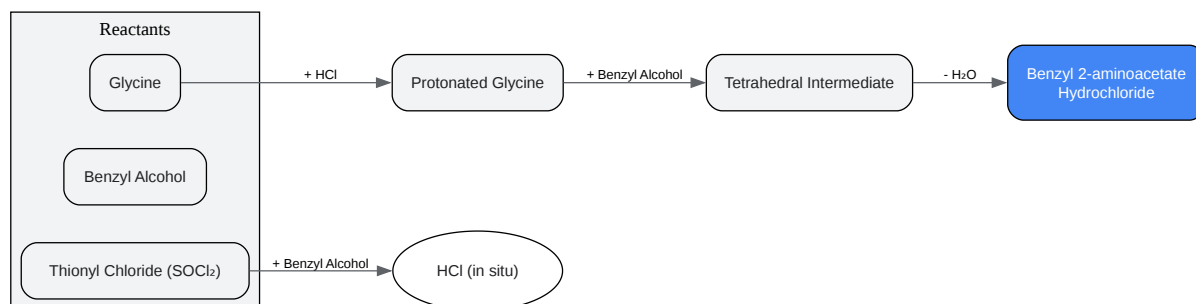 Reactants
Glycine
+ HCl
Protonated Glycine
+ Benzyl Alcohol
Tetrahedral Intermediate
- H₂O
Benzyl 2-aminoacetate
Hydrochloride
Benzyl Alcohol
Thionyl Chloride (SOCl₂)
+ Benzyl Alcohol
HCl (in situ)